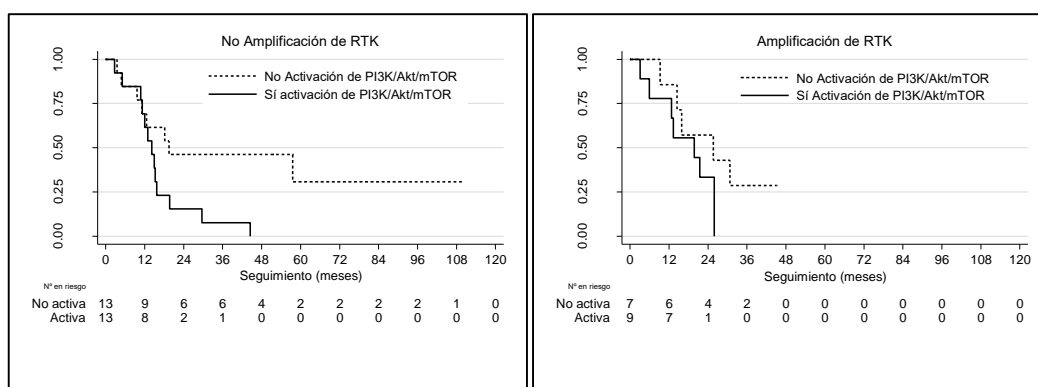 No Amplificación de RTK
1.00
0.75
0.50
0.25
0.00
No Activación de PI3K/Akt/mTOR
Sí activación de PI3K/Akt/mTOR
0 12 24 36 48 60 72 84 96 108 120
Seguimiento (meses)
Nº en riesgo
No activa 13 9 6 6 4 2 2 2 2 1 0
Activa 13 8 2 1 0 0 0 0 0 0 0
Amplificación de RTK
1.00
0.75
0.50
0.25
0.00
No Activación de PI3K/Akt/mTOR
Sí Activación de PI3K/Akt/mTOR
0 12 24 36 48 60 72 84 96 108 120
Seguimiento (meses)
Nº en riesgo
No activa 7 6 4 2 0 0 0 0 0 0 0
Activa 9 7 1 0 0 0 0 0 0 0 0